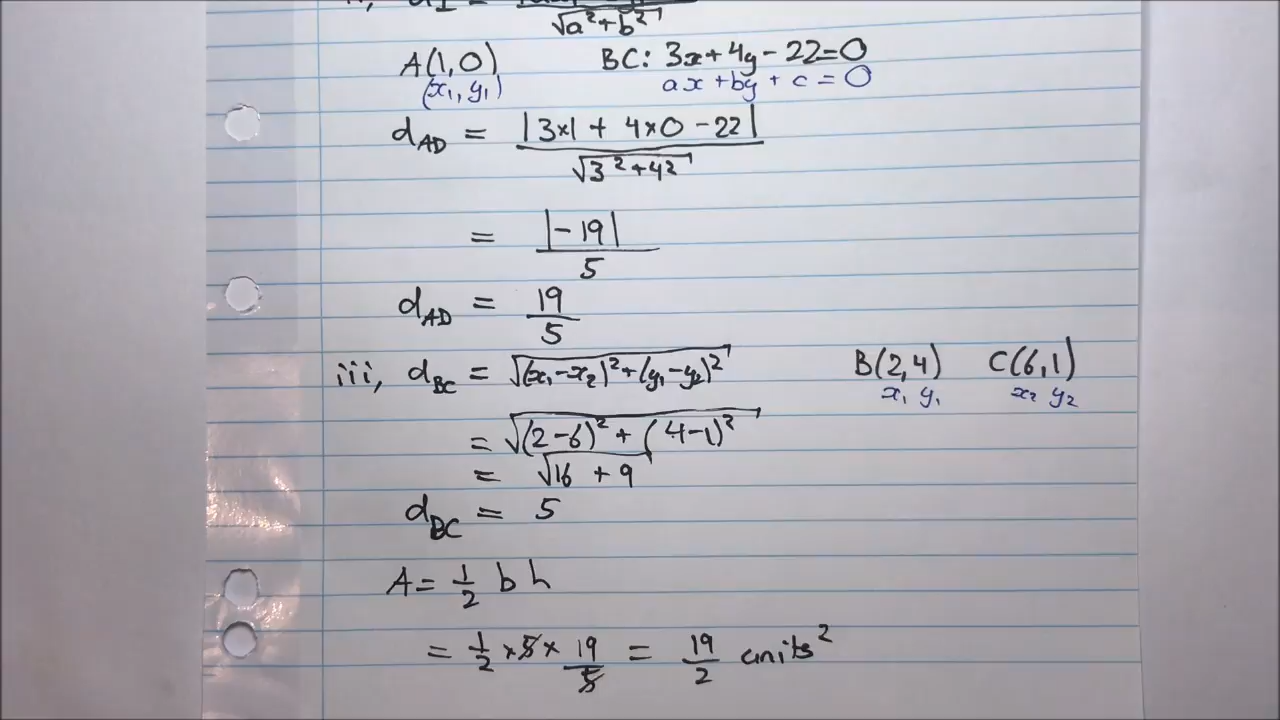 √a²+b²
A(1,0) BC: 3x+4y-22=0
(x₁, y₁) ax+by+c=0
d_AD = |3×1 + 4×0 -22|
√3²+4²
= |-19|
5
d_AD = 19
5
iii, d_BC = √(x₁-x₂)²+(y₁-y₂)² B(2,4) C(6,1)
x₁ y₁ x₂ y₂
= √(2-6)²+(4-1)²
= √16 + 9
d_BC = 5
A = 1/2 b h
= 1/2 × 5 × 19/5 = 19/2 units²